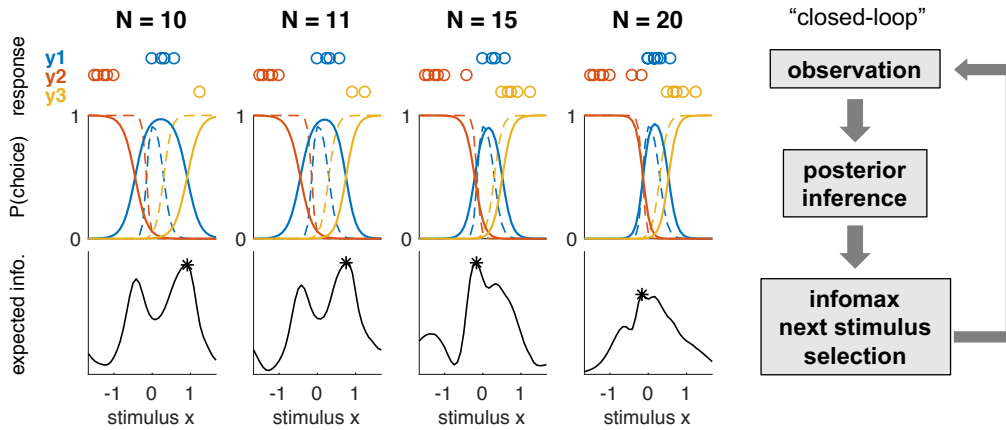 N = 10
N = 11
N = 15
N = 20
“closed-loop”
response
y1
y2
y3
P(choice)
1
0
1
0
1
0
1
0
expected info.
-1 0 1
stimulus x
-1 0 1
stimulus x
-1 0 1
stimulus x
-1 0 1
stimulus x
observation
posterior
inference
infomax
next stimulus
selection